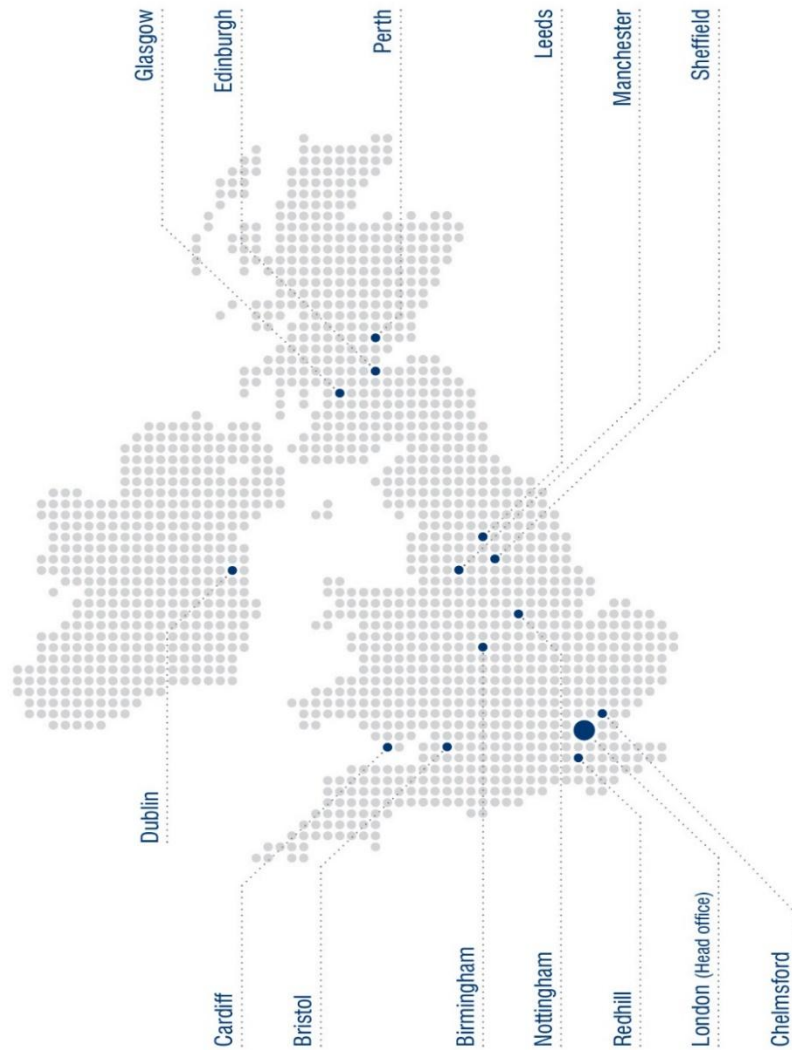 Glasgow
Edinburgh
Perth
Leeds
Manchester
Sheffield
Dublin
Cardiff
Bristol
Birmingham
Nottingham
Redhill
London (Head office)
Chelmsford